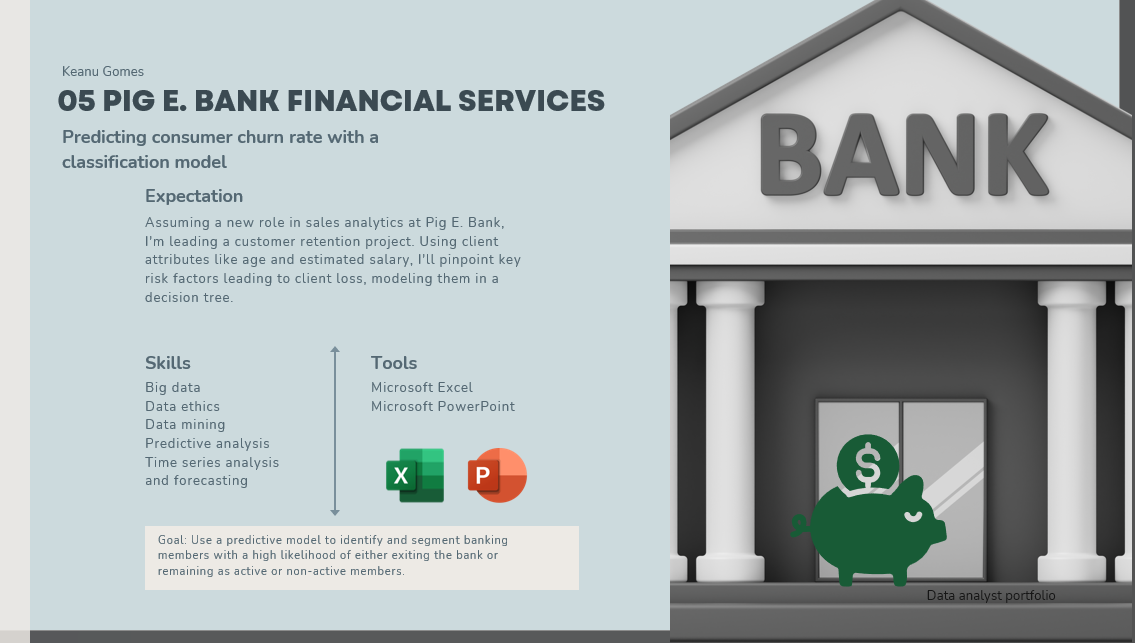 Keanu Gomes
05 PIG E. BANK FINANCIAL SERVICES
Predicting consumer churn rate with a
classification model
Expectation
Assuming a new role in sales analytics at Pig E. Bank,
I'm leading a customer retention project. Using client
attributes like age and estimated salary, I'll pinpoint key
risk factors leading to client loss, modeling them in a
decision tree.
Skills
Big data
Data ethics
Data mining
Predictive analysis
Time series analysis
and forecasting
Tools
Microsoft Excel
Microsoft PowerPoint
X
P
Goal: Use a predictive model to identify and segment banking
members with a high likelihood of either exiting the bank or
remaining as active or non-active members.
BANK
$
Data analyst portfolio